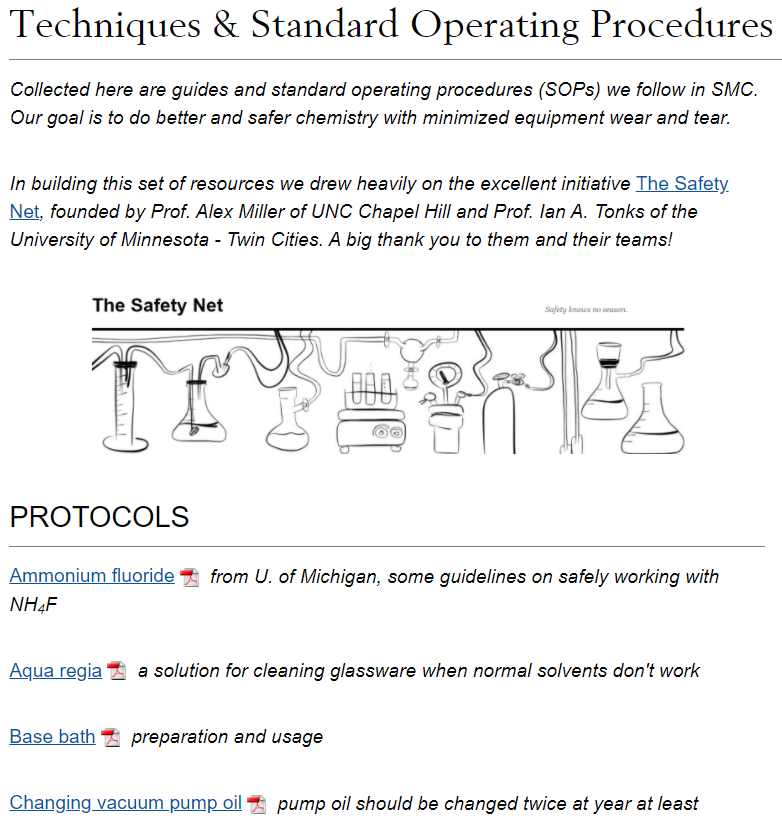 Techniques & Standard Operating Procedures
Collected here are guides and standard operating procedures (SOPs) we follow in SMC.
Our goal is to do better and safer chemistry with minimized equipment wear and tear.
In building this set of resources we drew heavily on the excellent initiative The Safety
Net, founded by Prof. Alex Miller of UNC Chapel Hill and Prof. Ian A. Tonks of the
University of Minnesota - Twin Cities. A big thank you to them and their teams!
The Safety Net
Safety knows no season.
PROTOCOLS
Ammonium fluoride from U. of Michigan, some guidelines on safely working with
NH₄F
Aqua regia a solution for cleaning glassware when normal solvents don't work
Base bath preparation and usage
Changing vacuum pump oil pump oil should be changed twice at year at least